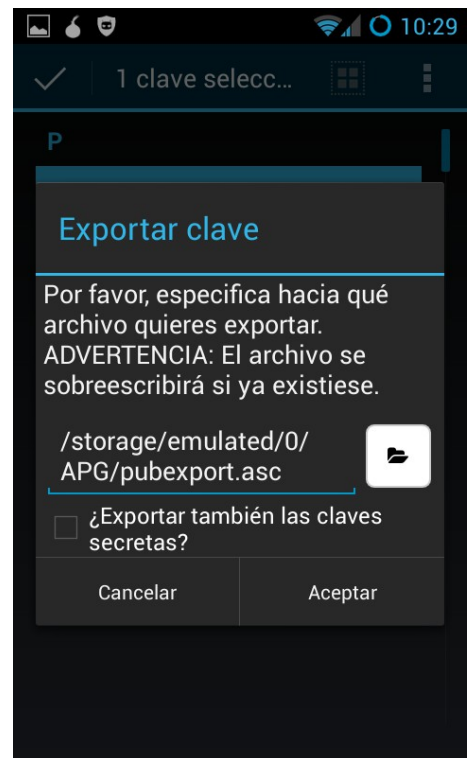 10:29
1 clave selecc...
P
Exportar clave
Por favor, especifica hacia qué
archivo quieres exportar.
ADVERTENCIA: El archivo se
sobreescribirá si ya existiese.
/storage/emulated/0/
APG/pubexport.asc
¿Exportar también las claves
secretas?
Cancelar
Aceptar